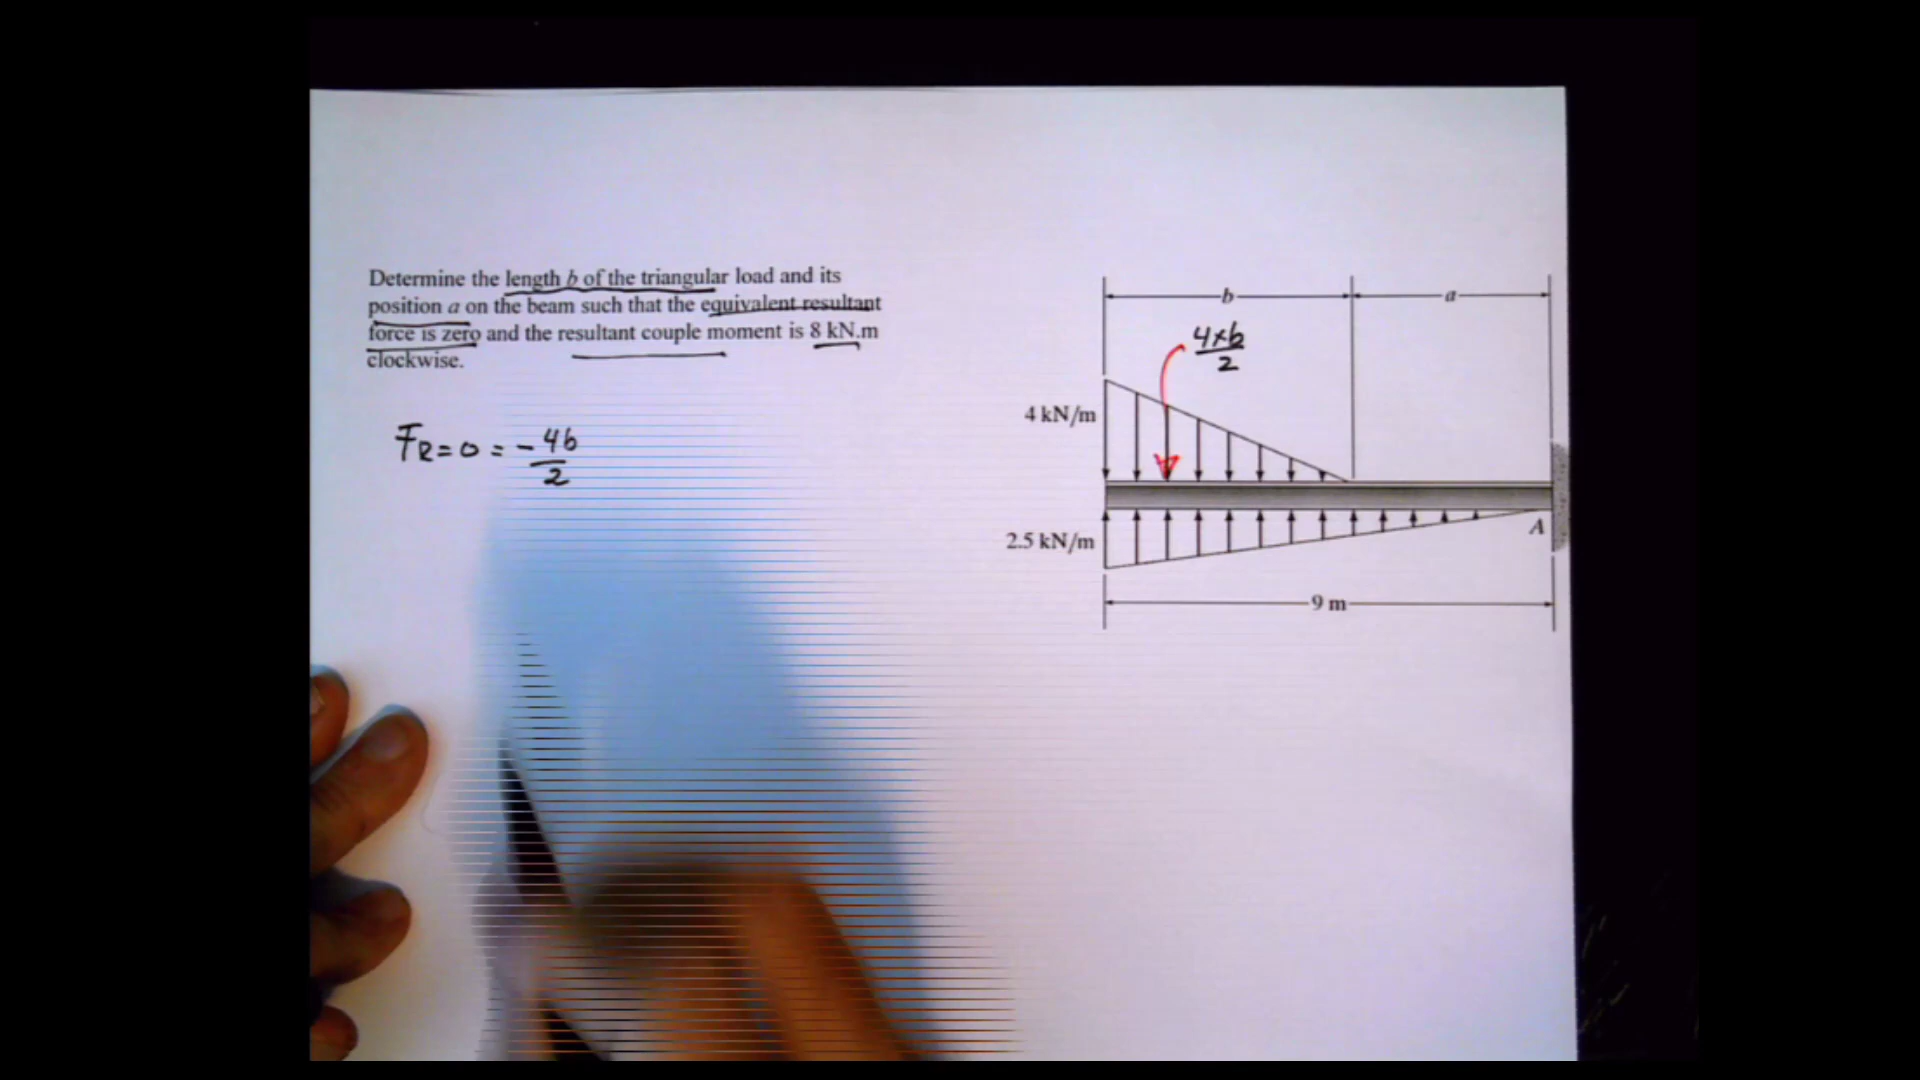 Determine the length b of the triangular load and its
position a on the beam such that the equivalent resultant
force is zero and the resultant couple moment is 8 kN.m
clockwise.
FR=0=-4b/2
b
a
4×b/2
4 kN/m
2.5 kN/m
A
9 m